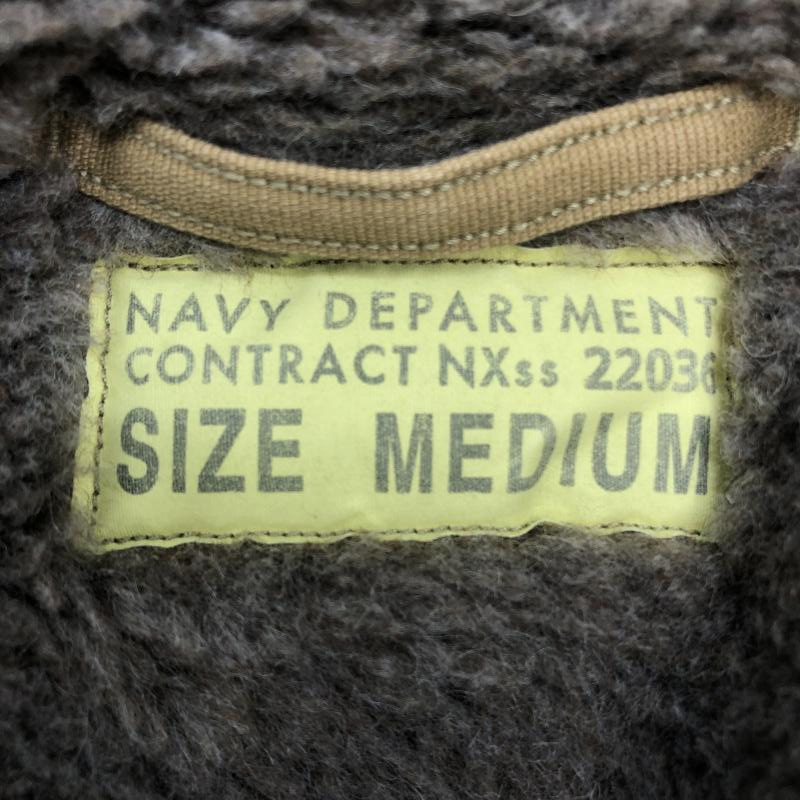 NAVY DEPARTMENT
CONTRACT NXss 22036
SIZE MEDIUM